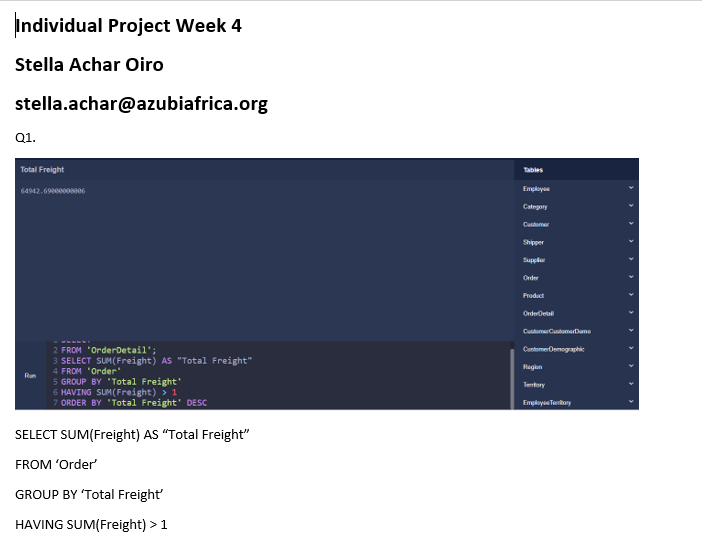 Individual Project Week 4
Stella Achar Oiro
stella.achar@azubiafrica.org
Q1.
Total Freight
64942.69000000006
Tables
Employee
Category
Customer
Shipper
Supplier
Order
Product
OrderDetail
CustomerCustomerDemo
CustomerDemographic
Region
Territory
EmployeeTerritory
Run
2 FROM 'OrderDetail';
3 SELECT SUM(Freight) AS "Total Freight"
4 FROM 'Order'
5 GROUP BY 'Total Freight'
6 HAVING SUM(Freight) > 1
7 ORDER BY 'Total Freight' DESC
SELECT SUM(Freight) AS “Total Freight”
FROM ‘Order’
GROUP BY ‘Total Freight’
HAVING SUM(Freight) > 1